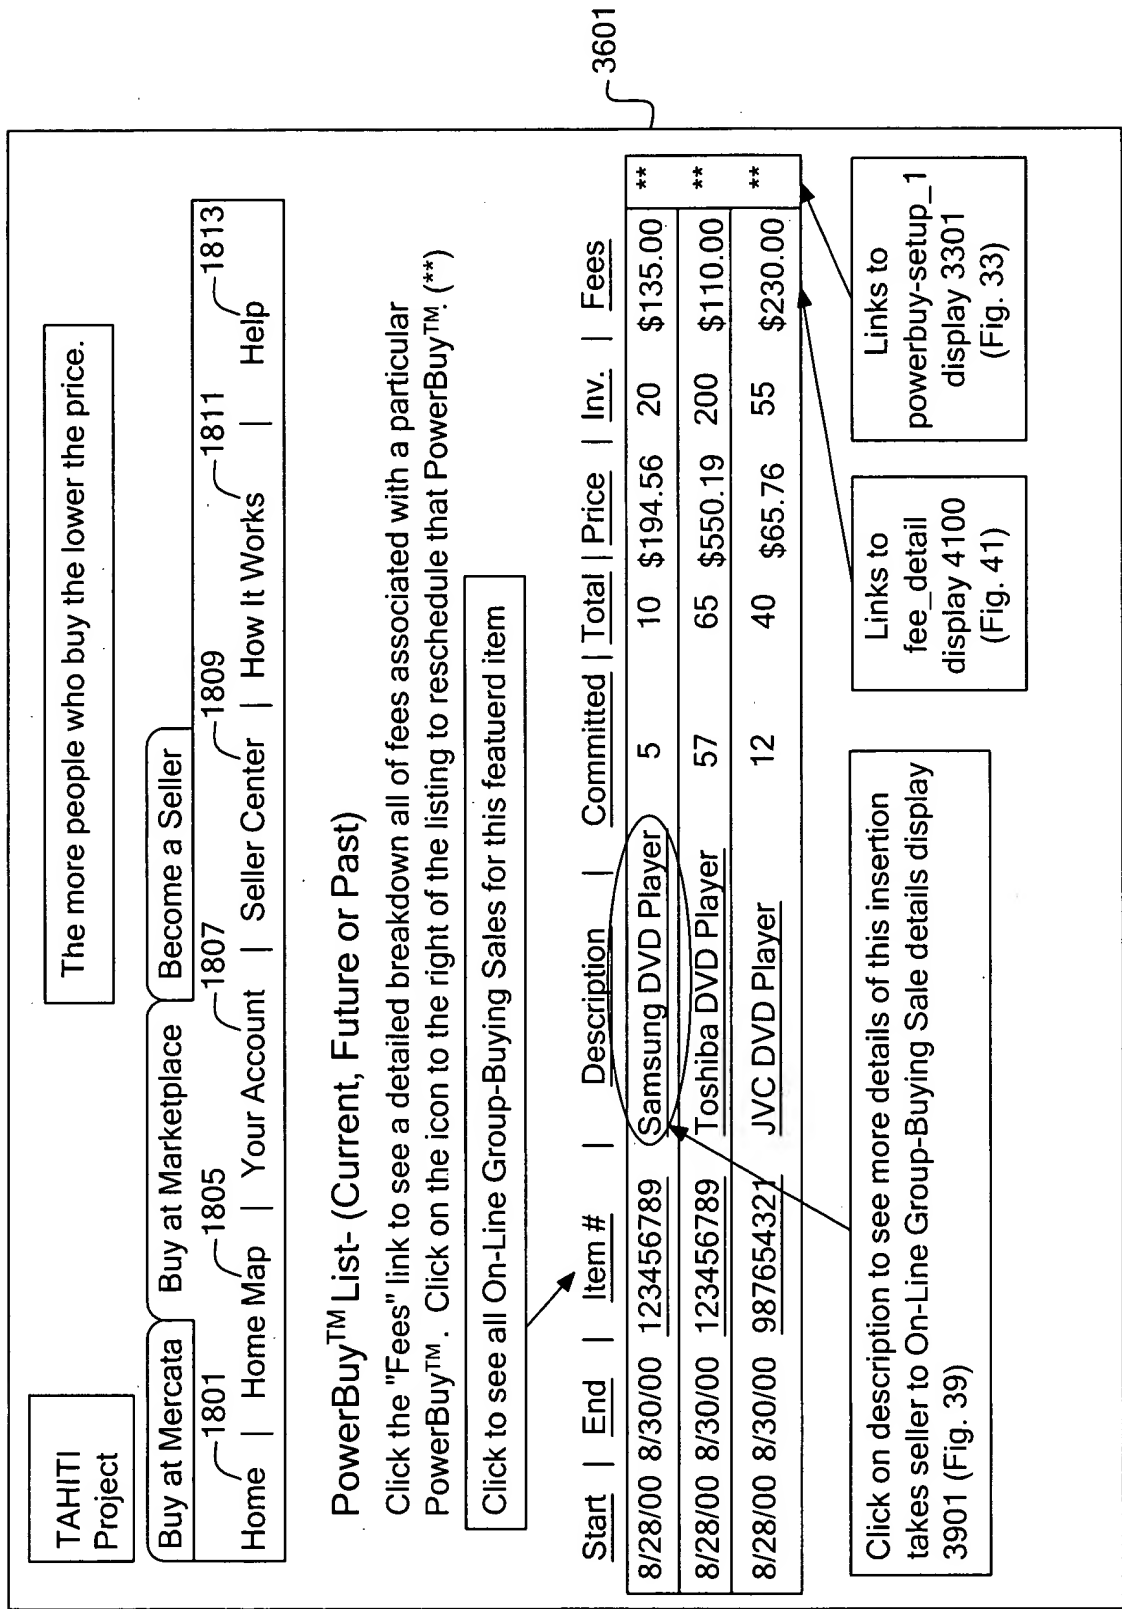 TAHITI
Project
The more people who buy the lower the price.
Buy at Mercata Buy at Marketplace Become a Seller
1801 1805 1807 1809 1811 1813
Home | Home Map | Your Account | Seller Center | How It Works | Help
PowerBuy™ List- (Current, Future or Past)
Click the "Fees" link to see a detailed breakdown all of fees associated with a particular
PowerBuy™. Click on the icon to the right of the listing to reschedule that PowerBuy™. (**)
Click to see all On-Line Group-Buying Sales for this featuerd item
Start | End | Item # | Description | Committed | Total | Price | Inv. | Fees
8/28/00 8/30/00 123456789 Samsung DVD Player 5 10 $194.56 20 $135.00 **
8/28/00 8/30/00 123456789 Toshiba DVD Player 57 65 $550.19 200 $110.00 **
8/28/00 8/30/00 987654321 JVC DVD Player 12 40 $65.76 55 $230.00 **
3601
Click on description to see more details of this insertion
takes seller to On-Line Group-Buying Sale details display
3901 (Fig. 39)
Links to
fee_detail
display 4100
(Fig. 41)
Links to
powerbuy-setup_1
display 3301
(Fig. 33)